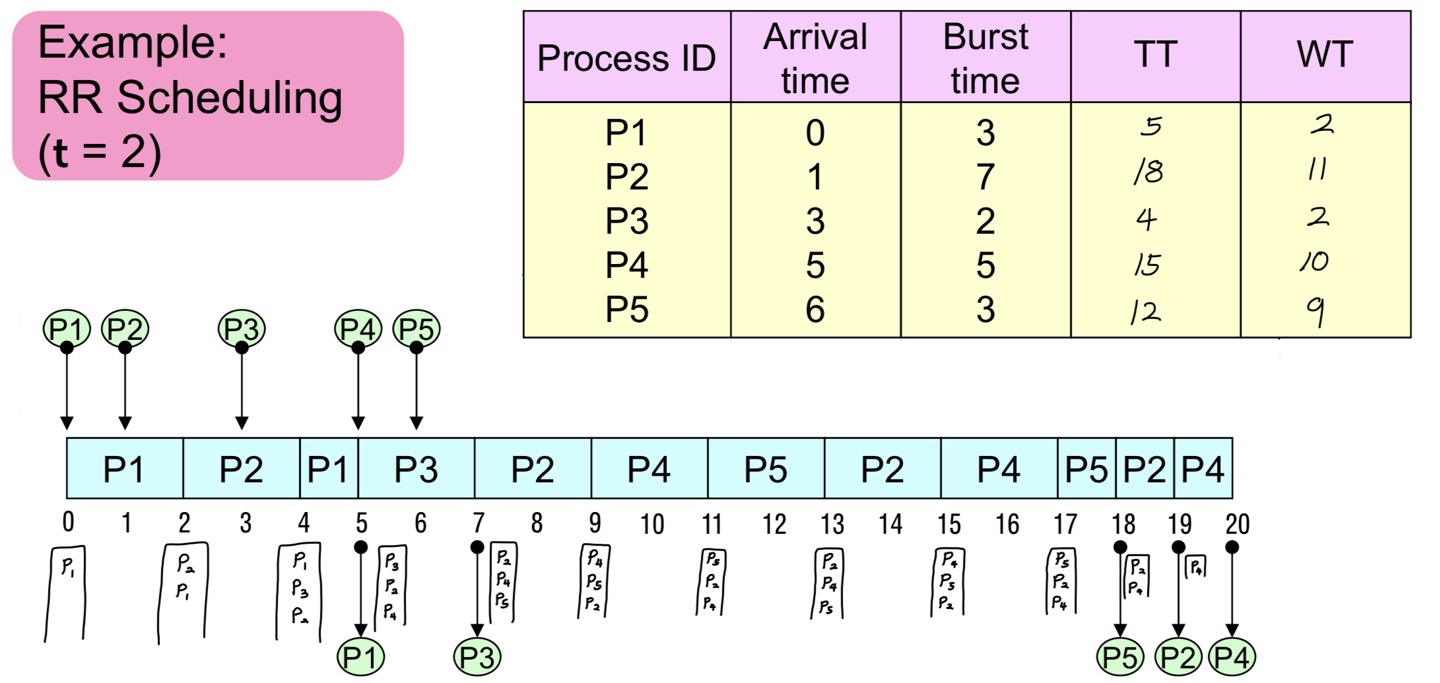 Example:
RR Scheduling
(t = 2)
Process ID Arrival time Burst time TT WT
P1 0 3 5 2
P2 1 7 18 11
P3 3 2 4 2
P4 5 5 15 10
P5 6 3 12 9
P1 P2 P3 P4 P5
P1 P2 P1 P3 P2 P4 P5 P2 P4 P5 P2 P4
0 1 2 3 4 5 6 7 8 9 10 11 12 13 14 15 16 17 18 19 20
P1 P2 P1 P3 P2 P4 P5 P2 P4 P5 P2 P4
P1 P3 P2 P4 P5 P2 P4 P5 P2 P4
P2 P4 P5 P2 P4 P5 P2 P4
P1 P3 P5 P2 P4